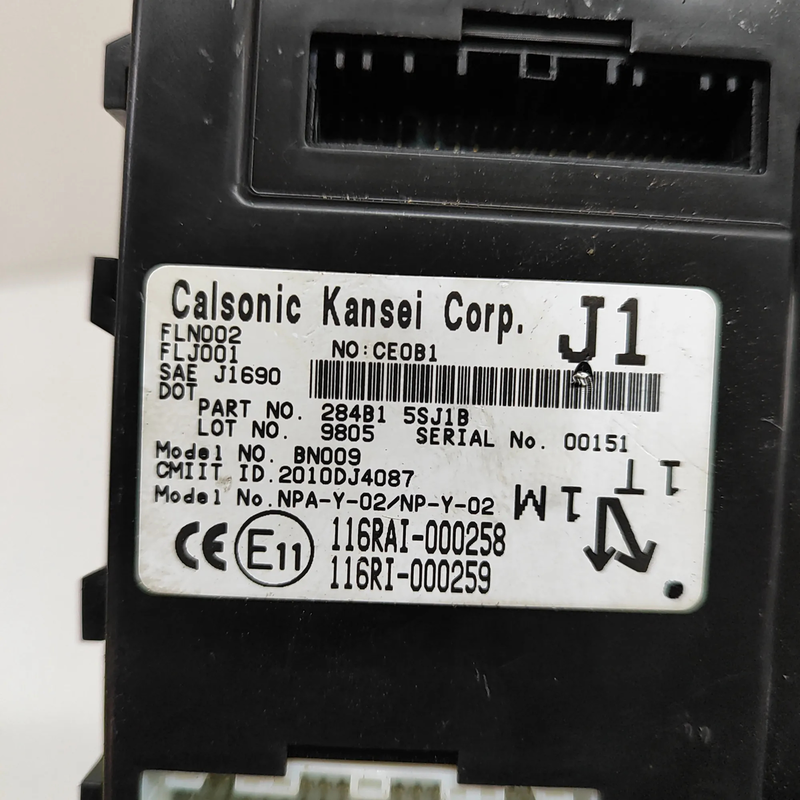 Calsonic Kansei Corp. J1
FLN002
FLJ001 NO:CE0B1
SAE J1690
DOT
PART NO. 284B1 5SJ1B
LOT NO. 9805 SERIAL No. 00151
Model NO. BN009
CMIIT ID.2010DJ4087
Model No.NPA-Y-02/NP-Y-02
1M
1T
CE E11 116RAI-000258
116RI-000259